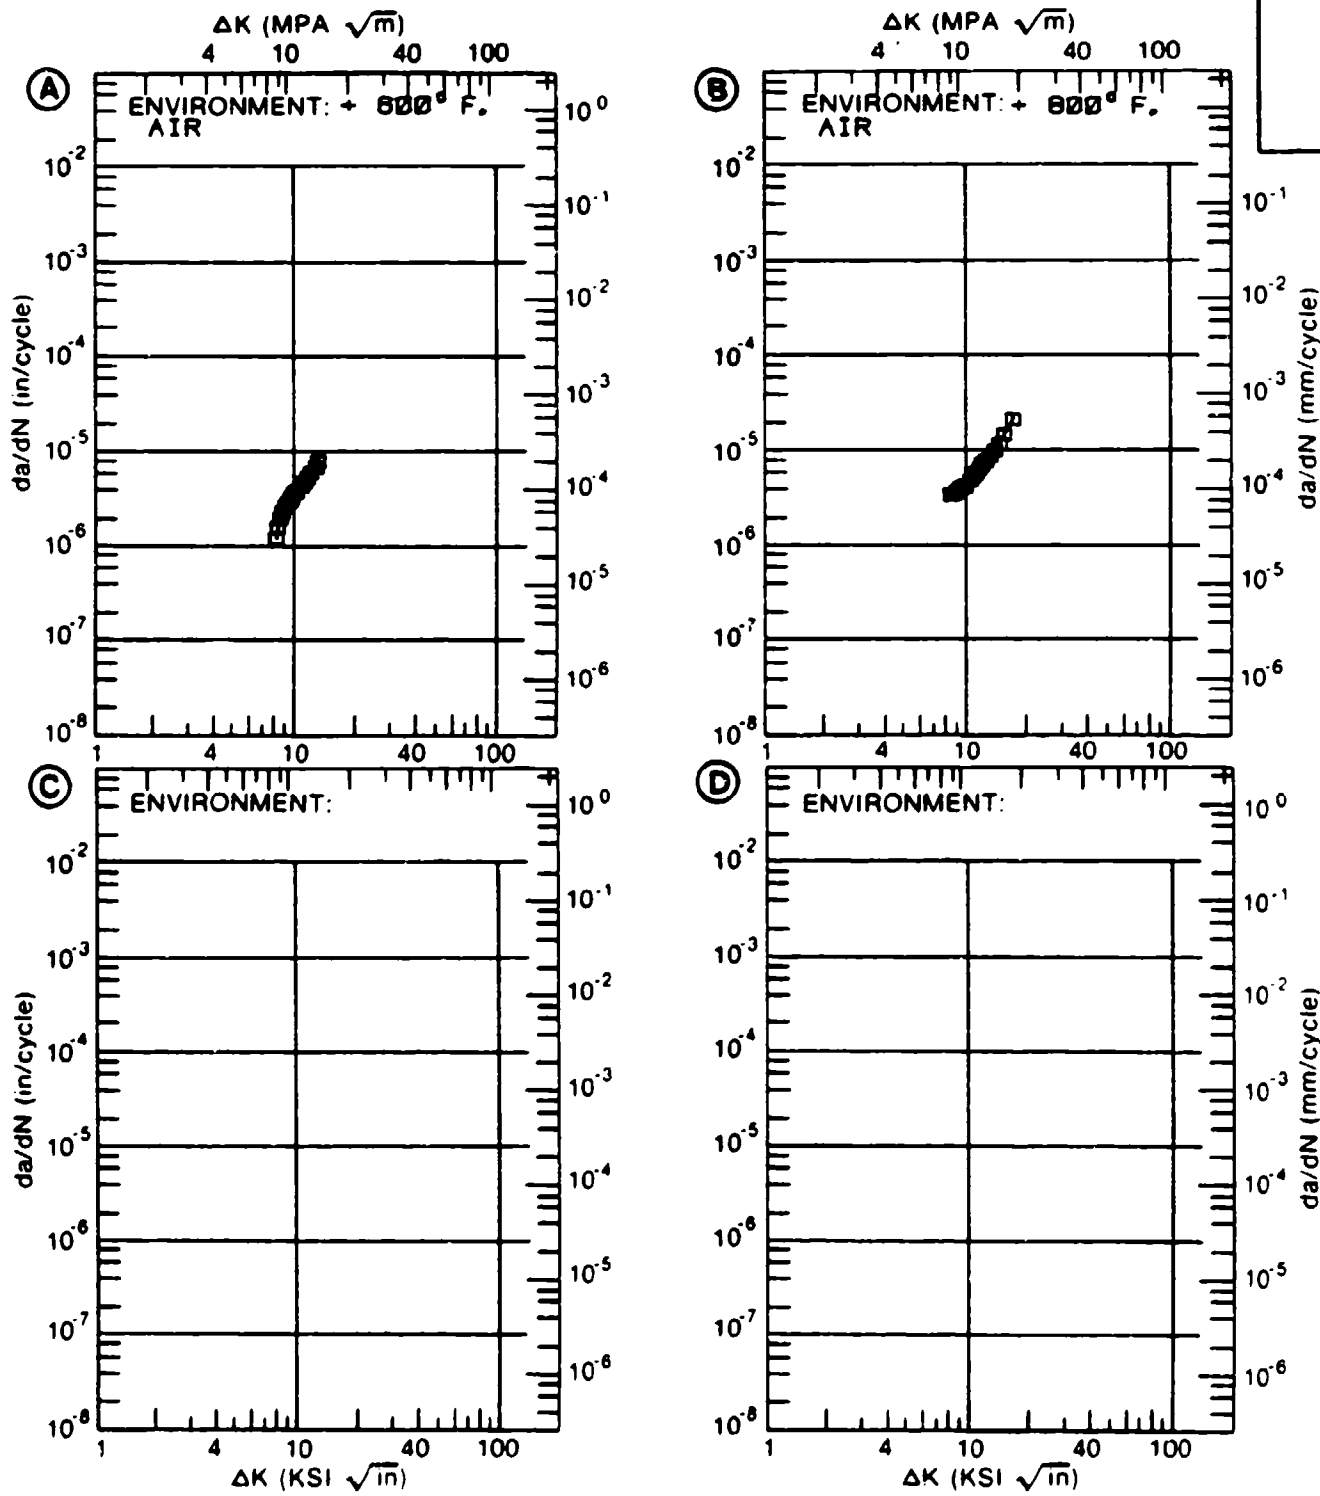 ΔK (MPA √m)
4 10 40 100
A
ENVIRONMENT: + F.
AIR
10⁰
10⁻¹
10⁻²
10⁻³
10⁻⁴
10⁻⁵
10⁻⁶
da/dN (in/cycle)
10⁻²
10⁻³
10⁻⁴
10⁻⁵
10⁻⁶
10⁻⁷
10⁻⁸
1 4 10 40 100
ΔK (MPA √m)
4 10 40 100
B
ENVIRONMENT: + F.
AIR
10⁻²
10⁻³
10⁻⁴
10⁻⁵
10⁻⁶
10⁻⁷
10⁻⁸
10⁻¹
10⁻²
10⁻³
10⁻⁴
10⁻⁵
10⁻⁶
da/dN (mm/cycle)
1 4 10 40 100
C
ENVIRONMENT:
10⁰
10⁻¹
10⁻²
10⁻³
10⁻⁴
10⁻⁵
10⁻⁶
da/dN (in/cycle)
10⁻²
10⁻³
10⁻⁴
10⁻⁵
10⁻⁶
10⁻⁷
10⁻⁸
1 4 10 40 100
ΔK (KSI √in)
D
ENVIRONMENT:
10⁻²
10⁻³
10⁻⁴
10⁻⁵
10⁻⁶
10⁻⁷
10⁻⁸
10⁰
10⁻¹
10⁻²
10⁻³
10⁻⁴
10⁻⁵
10⁻⁶
da/dN (mm/cycle)
1 4 10 40 100
ΔK (KSI √in)